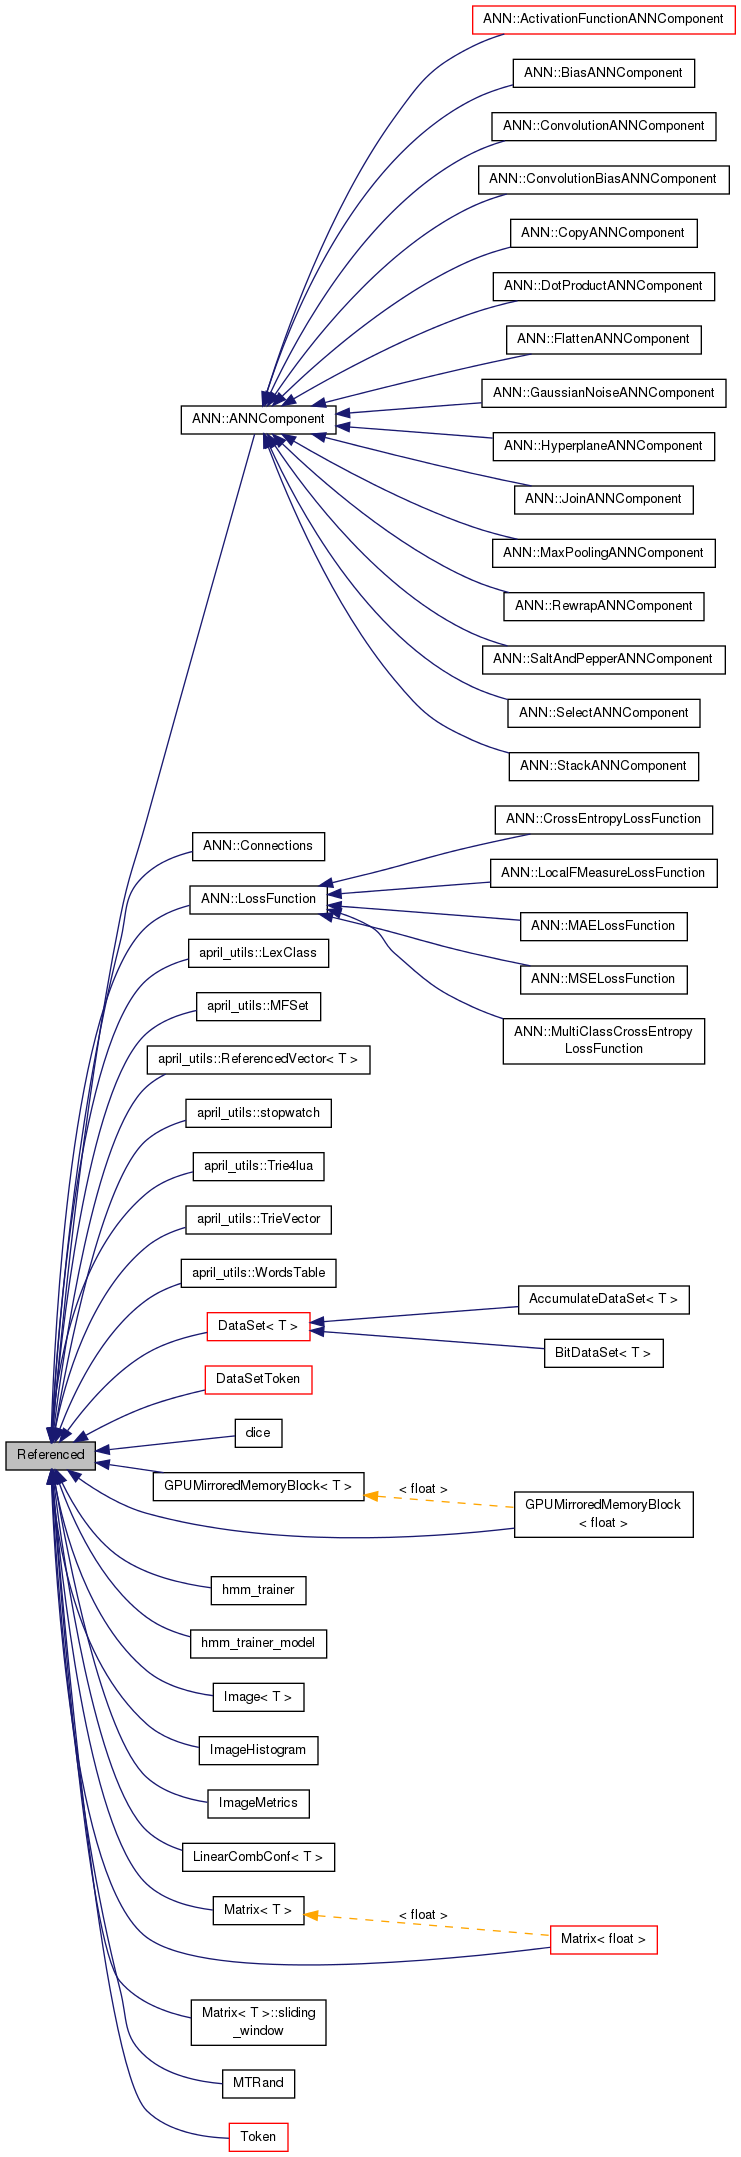 ANN::ActivationFunctionANNComponent
ANN::BiasANNComponent
ANN::ConvolutionANNComponent
ANN::ConvolutionBiasANNComponent
ANN::CopyANNComponent
ANN::DotProductANNComponent
ANN::FlattenANNComponent
ANN::GaussianNoiseANNComponent
ANN::ANNComponent
ANN::HyperplaneANNComponent
ANN::JoinANNComponent
ANN::MaxPoolingANNComponent
ANN::RewrapANNComponent
ANN::SaltAndPepperANNComponent
ANN::SelectANNComponent
ANN::StackANNComponent
ANN::CrossEntropyLossFunction
ANN::Connections
ANN::LocalFMeasureLossFunction
ANN::LossFunction
ANN::MAELossFunction
april_utils::LexClass
ANN::MSELossFunction
april_utils::MFSet
ANN::MultiClassCrossEntropy
LossFunction
april_utils::ReferencedVector< T >
april_utils::stopwatch
april_utils::Trie4lua
april_utils::TrieVector
april_utils::WordsTable
AccumulateDataSet< T >
DataSet< T >
BitDataSet< T >
DataSetToken
dice
Referenced
GPUMirroredMemoryBlock< T >
< float >
GPUMirroredMemoryBlock
< float >
hmm_trainer
hmm_trainer_model
Image< T >
ImageHistogram
ImageMetrics
LinearCombConf< T >
Matrix< T >
< float >
Matrix< float >
Matrix< T >::sliding
_window
MTRand
Token